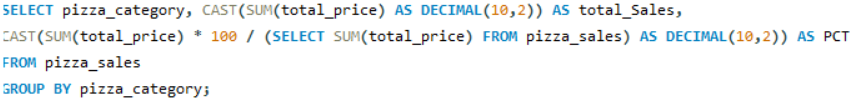 SELECT pizza_category, CAST(SUM(total_price) AS DECIMAL(10,2)) AS total_Sales,
CAST(SUM(total_price) * 100 / (SELECT SUM(total_price) FROM pizza_sales) AS DECIMAL(10,2)) AS PCT
FROM pizza_sales
GROUP BY pizza_category;